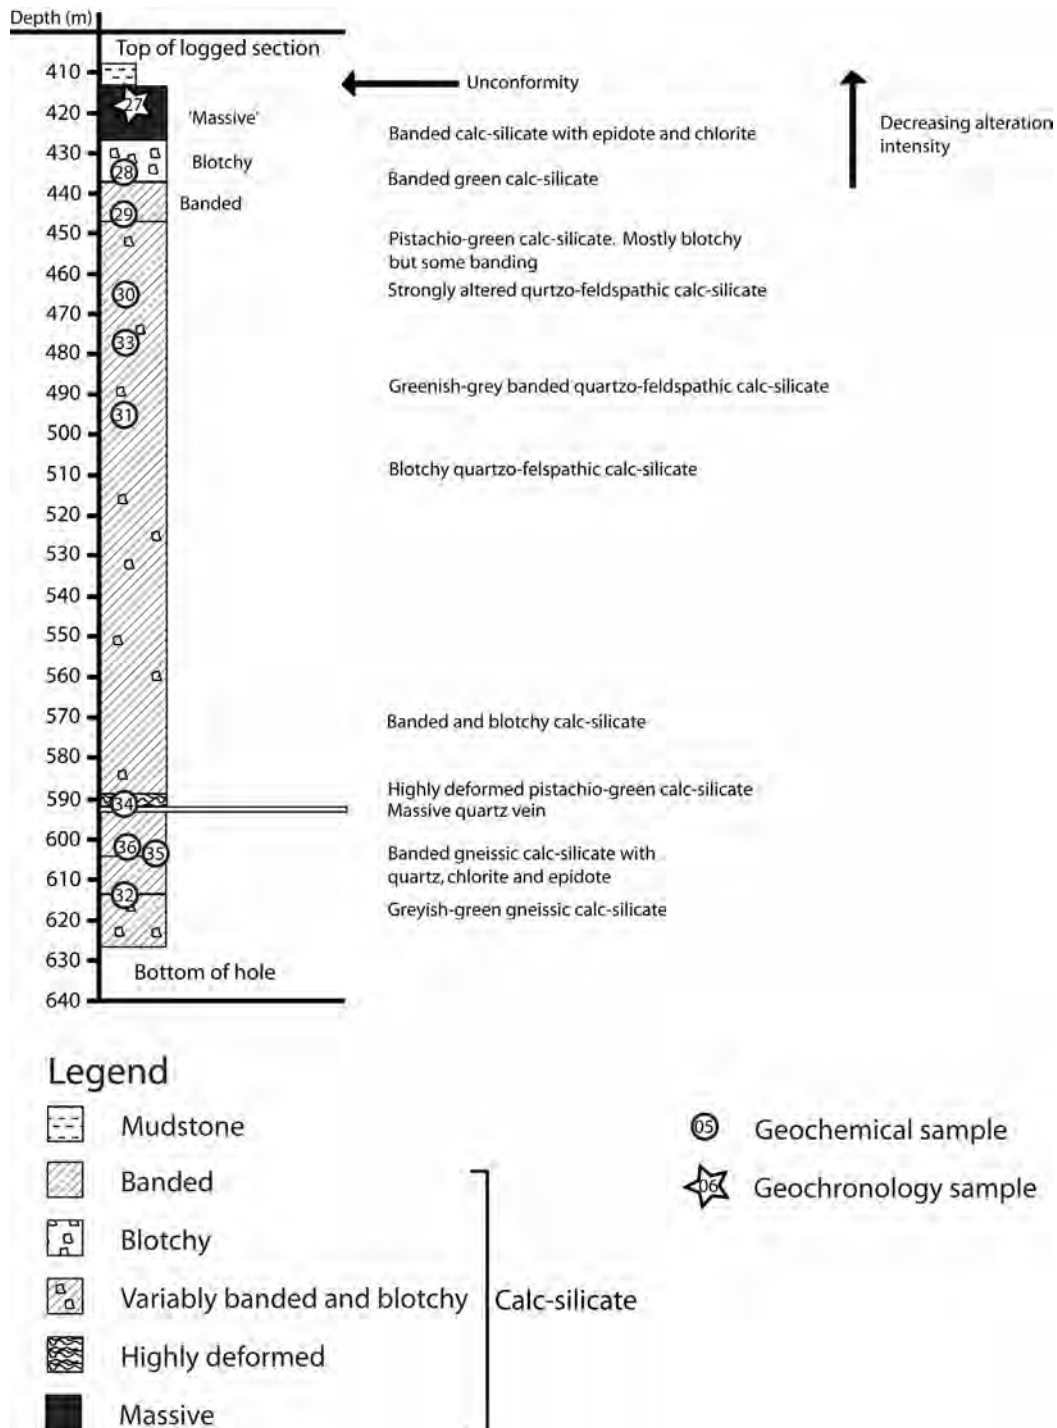 Depth (m)
Top of logged section
410
Unconformity
27
420
'Massive'
Banded calc-silicate with epidote and chlorite
Decreasing alteration
intensity
430
Blotchy
28
Banded green calc-silicate
440
Banded
29
450
Pistachio-green calc-silicate. Mostly blotchy
but some banding
460
30
Strongly altered qurtzo-feldspathic calc-silicate
470
33
480
Greenish-grey banded quartzo-feldspathic calc-silicate
490
31
500
Blotchy quartzo-felspathic calc-silicate
510
520
530
540
550
560
570
Banded and blotchy calc-silicate
580
Highly deformed pistachio-green calc-silicate
590
34
Massive quartz vein
600
36
35
Banded gneissic calc-silicate with
quartz, chlorite and epidote
610
32
Greyish-green gneissic calc-silicate
620
630
Bottom of hole
640
Legend
Mudstone
05
Geochemical sample
Banded
06
Geochronology sample
Blotchy
Variably banded and blotchy
Calc-silicate
Highly deformed
Massive